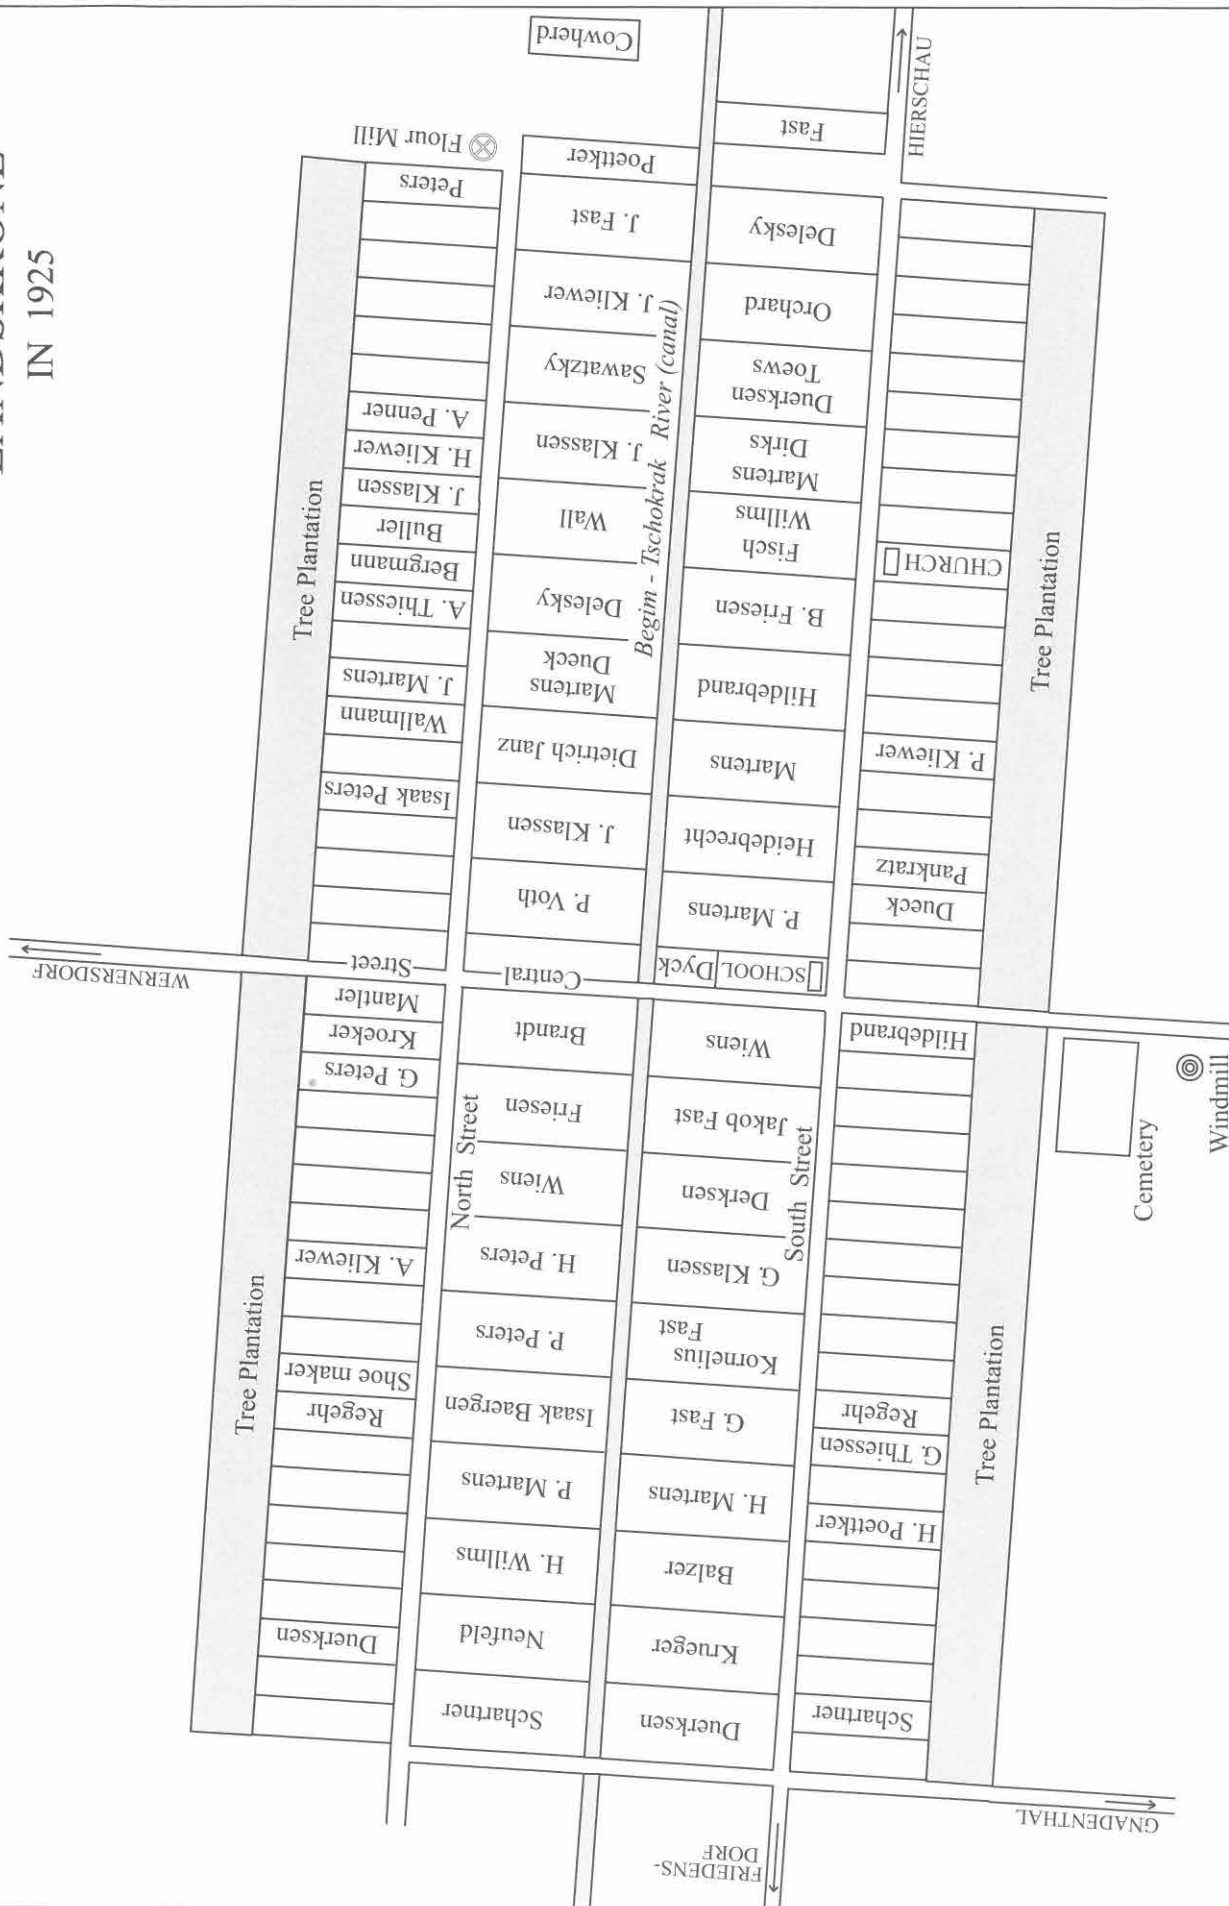 IN 1925
Cowherd
HIERSCHAU
Fast
Flour Mill
Poettker
Peters
J. Fast
J. Kliewer
Sawatzky
J. Klassen
Wall
Delesky
Dueck
Martens
Dietrich Janz
J. Klassen
P. Voth
Begim - Tschokrak River (canal)
Delesky
Orchard
Toews
Duerksen
Dirks
Martens
Willms
Fisch
B. Friesen
Hildebrand
Martens
Heidebrecht
P. Martens
SCHOOL
Dyck
Tree Plantation
A. Penner
H. Kliewer
J. Klassen
Buller
Bergmann
A. Thiessen
J. Martens
Wallmann
Isaak Peters
CHURCH
P. Kliewer
Pankratz
Dueck
Tree Plantation
WERNERSDORF
Central
Street
Mantler
Kroeker
G. Peters
A. Kliewer
Shoe maker
Regehr
Duerksen
Tree Plantation
North Street
Brandt
Friesen
Wiens
H. Peters
P. Peters
Isaak Baergen
P. Martens
H. Willms
Neufeld
Schartner
Wiens
Jakob Fast
Derksen
G. Klassen
Kornelius
Fast
G. Fast
H. Martens
Balzer
Krueger
Duerksen
South Street
Hildebrand
Regehr
G. Thiessen
H. Poettker
Schartner
Tree Plantation
Cemetery
Windmill
FRIEDENS-
DORF
GNADENTHAL